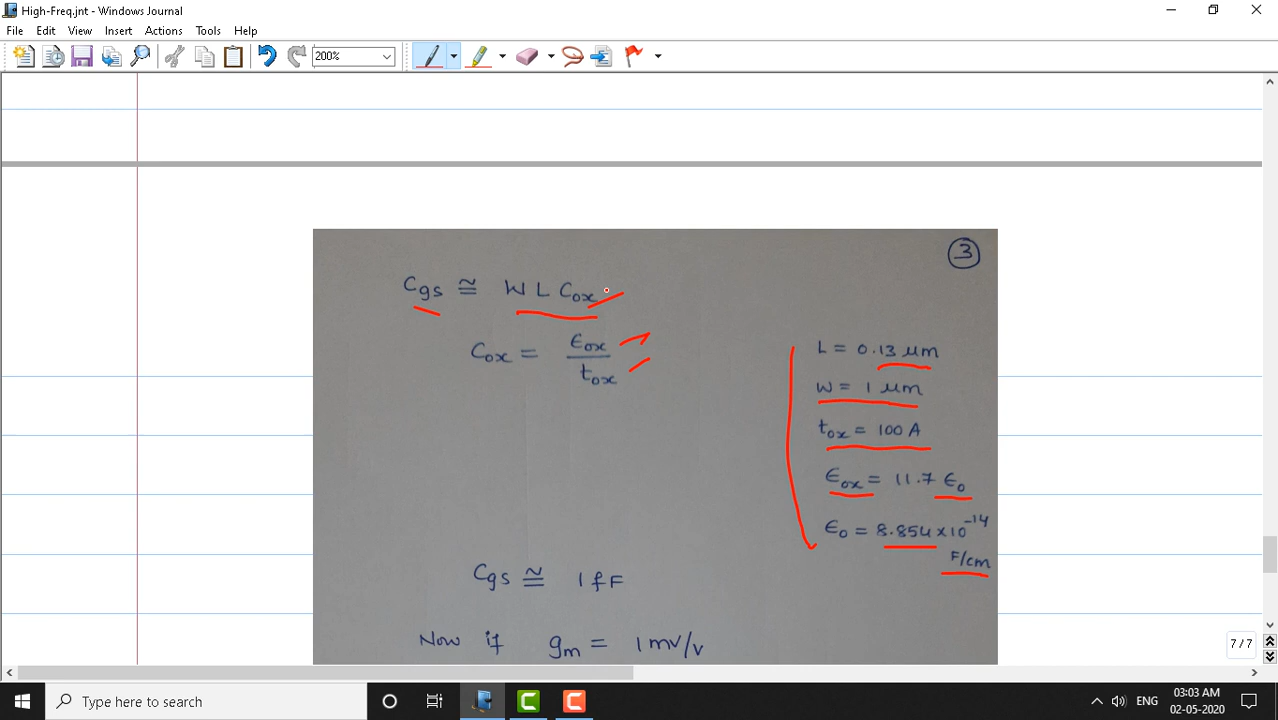 High-Freq.jnt - Windows Journal
File Edit View Insert Actions Tools Help
200%
3
Cgs ≅ W L Cox
Cox = ϵox / tox
L = 0.13 μm
W = 1 μm
tox = 100 A
ϵox = 11.7 ϵ0
ϵ0 = 8.854 × 10^-14
F/cm
Cgs ≅ 1 fF
Now if gm = 1 mv/v
7 / 7
Type here to search
ENG
03:03 AM
02-05-2020